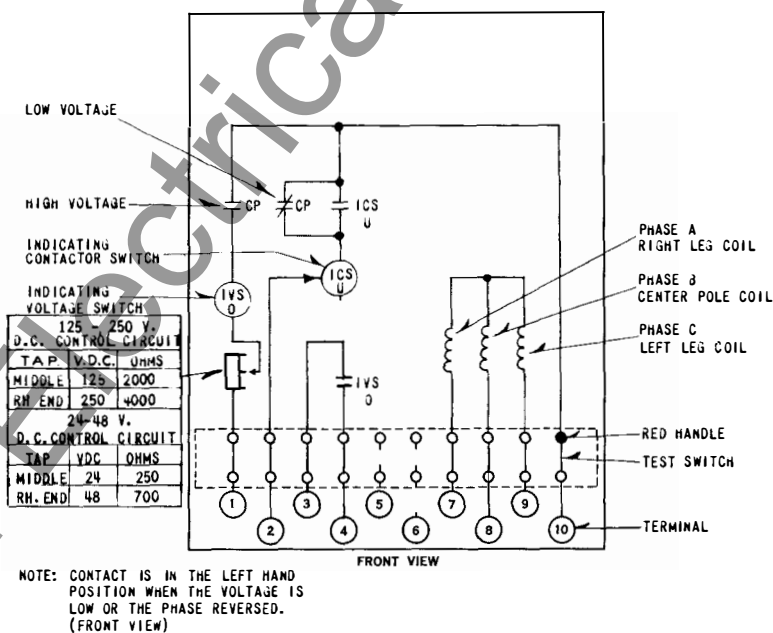 Electrical
LOW VOLTAGE
HIGH VOLTAGE
CP
CP
ICS
U
INDICATING
CONTACTOR SWITCH
ICS
U
INDICATING
VOLTAGE SWITCH
IVS
O
PHASE A
RIGHT LEG COIL
PHASE B
CENTER POLE COIL
PHASE C
LEFT LEG COIL
125 - 250 V.
D.C. CONTROL CIRCUIT
TAP V.D.C. OHMS
MIDDLE 125 2000
RH END 250 4000
24-48 V.
D.C. CONTROL CIRCUIT
TAP VDC OHMS
MIDDLE 24 250
RH. END 48 700
IVS
O
RED HANDLE
TEST SWITCH
1 2 3 4 5 6 7 8 9 10
TERMINAL
FRONT VIEW
NOTE: CONTACT IS IN THE LEFT HAND
POSITION WHEN THE VOLTAGE IS
LOW OR THE PHASE REVERSED.
(FRONT VIEW)